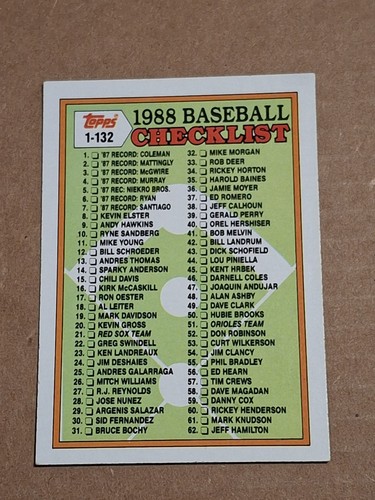 Topps
1-132
1988 BASEBALL
CHECKLIST
1. '87 RECORD: COLEMAN
2. '87 RECORD: MATTINGLY
3. '87 RECORD: McGWIRE
4. '87 RECORD: MURRAY
5. '87 REC: NIEKRO BROS.
6. '87 RECORD: RYAN
7. '87 RECORD: SANTIAGO
8. KEVIN ELSTER
9. ANDY HAWKINS
10. RYNE SANDBERG
11. MIKE YOUNG
12. BILL SCHROEDER
13. ANDRES THOMAS
14. SPARKY ANDERSON
15. CHILI DAVIS
16. KIRK McCASKILL
17. RON OESTER
18. AL LEITER
19. MARK DAVIDSON
20. KEVIN GROSS
21. RED SOX TEAM
22. GREG SWINDELL
23. KEN LANDREAUX
24. JIM DESHAIES
25. ANDRES GALARRAGA
26. MITCH WILLIAMS
27. R.J. REYNOLDS
28. JOSE NUNEZ
29. ARGENIS SALAZAR
30. SID FERNANDEZ
31. BRUCE BOCHY
32. MIKE MORGAN
33. ROB DEER
34. RICKEY HORTON
35. HAROLD BAINES
36. JAMIE MOYER
37. ED ROMERO
38. JEFF CALHOUN
39. GERALD PERRY
40. OREL HERSHISER
41. BOB MELVIN
42. BILL LANDRUM
43. DICK SCHOFIELD
44. LOU PINIELLA
45. KENT HRBEK
46. DARNELL COLES
47. JOAQUIN ANDUJAR
48. ALAN ASHBY
49. DAVE CLARK
50. HUBIE BROOKS
51. ORIOLES TEAM
52. DON ROBINSON
53. CURT WILKERSON
54. JIM CLANCY
55. PHIL BRADLEY
56. ED HEARN
57. TIM CREWS
58. DAVE MAGADAN
59. DANNY COX
60. RICKEY HENDERSON
61. MARK KNUDSON
62. JEFF HAMILTON